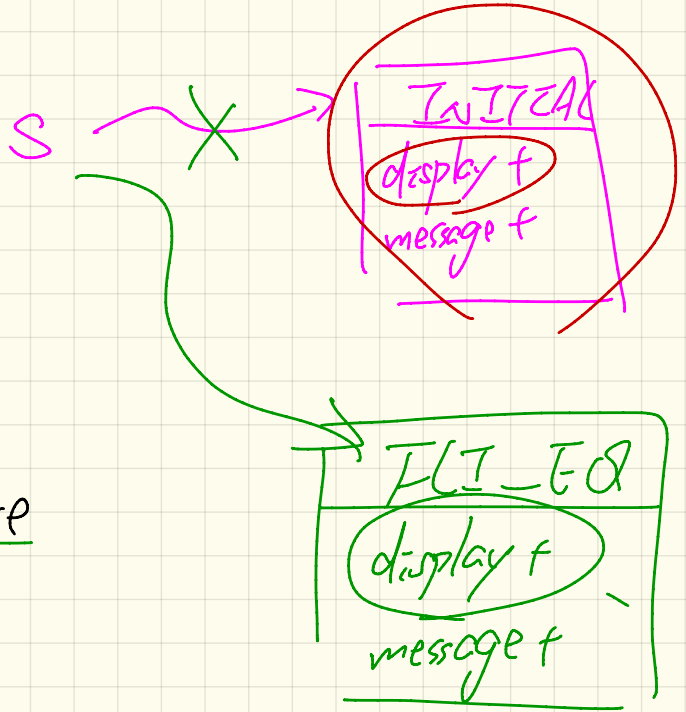 S
INITIAL
display +
message +
FLI_EQ
display +
message +